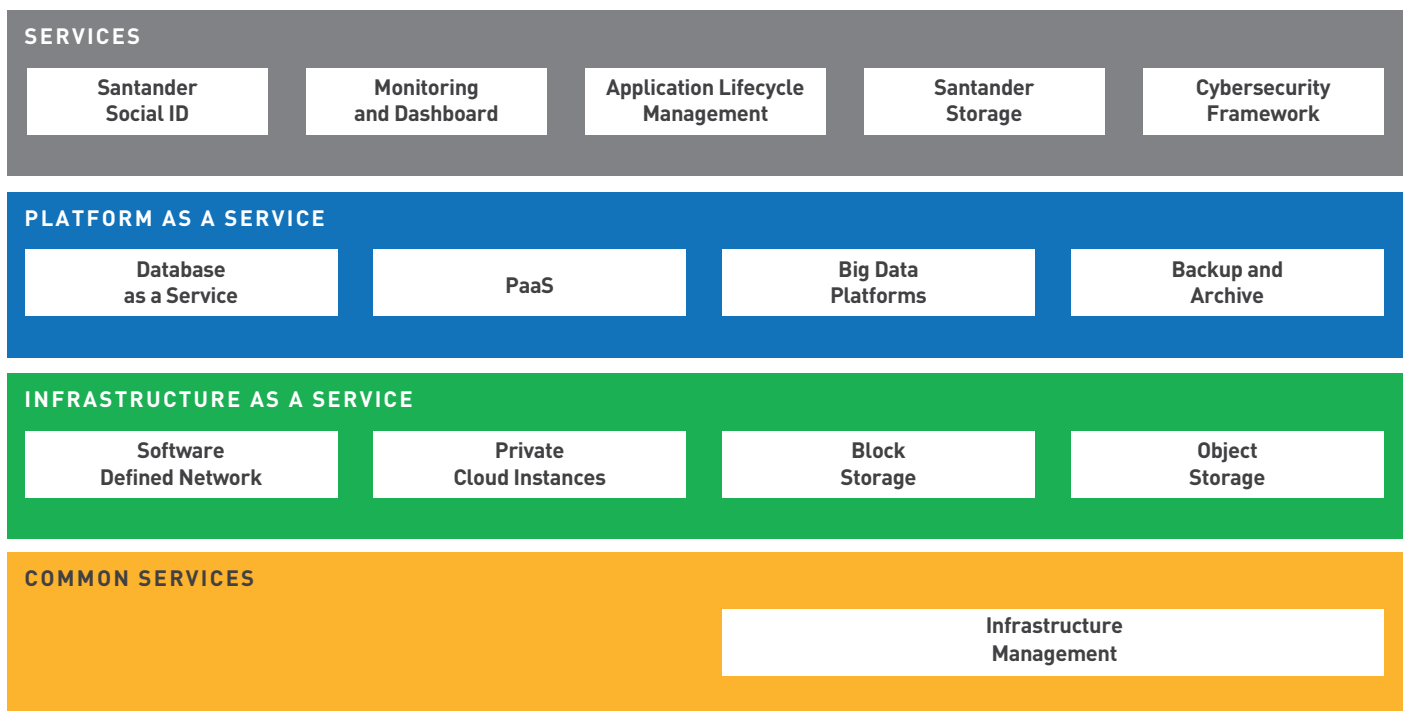 SERVICES
Santander
Social ID
Monitoring
and Dashboard
Application Lifecycle
Management
Santander
Storage
Cybersecurity
Framework
PLATFORM AS A SERVICE
Database
as a Service
PaaS
Big Data
Platforms
Backup and
Archive
INFRASTRUCTURE AS A SERVICE
Software
Defined Network
Private
Cloud Instances
Block
Storage
Object
Storage
COMMON SERVICES
Infrastructure
Management